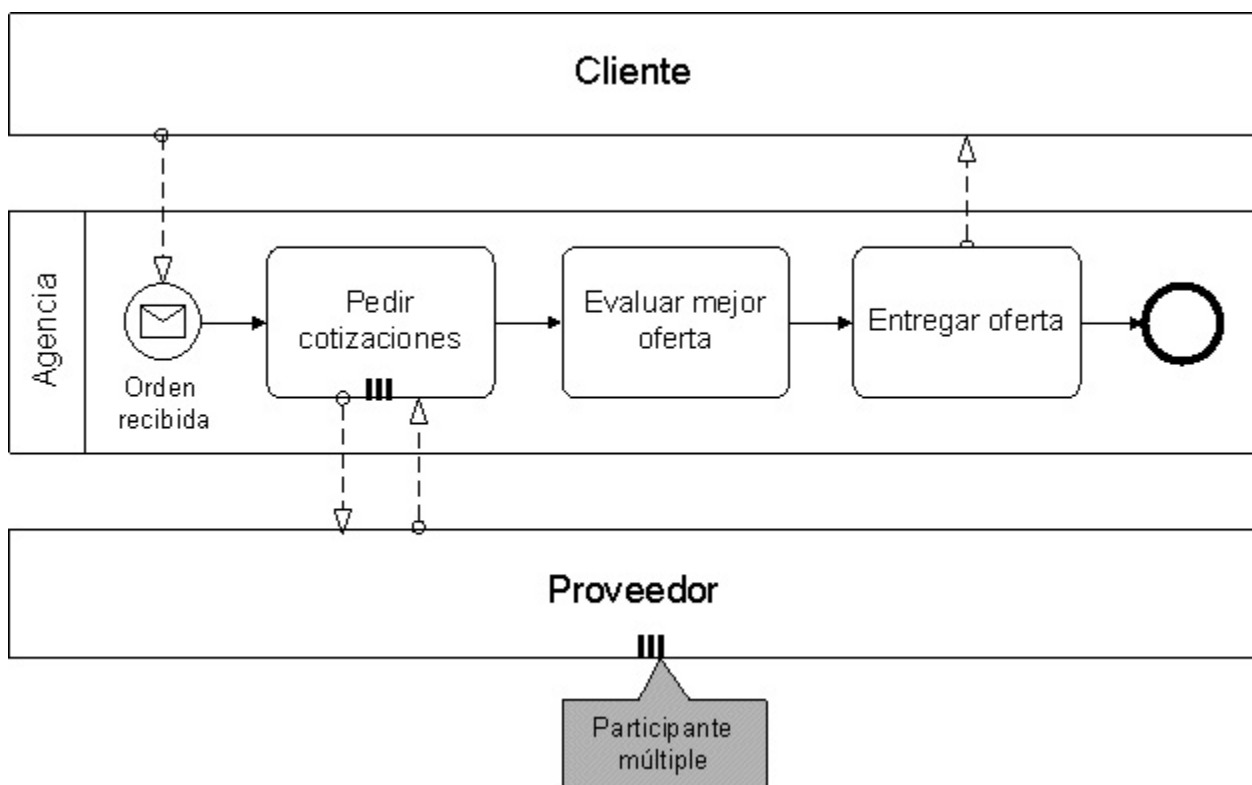 Cliente
Agencia
Orden
recibida
Pedir
cotizaciones
Evaluar mejor
oferta
Entregar oferta
Proveedor
Participante
múltiple